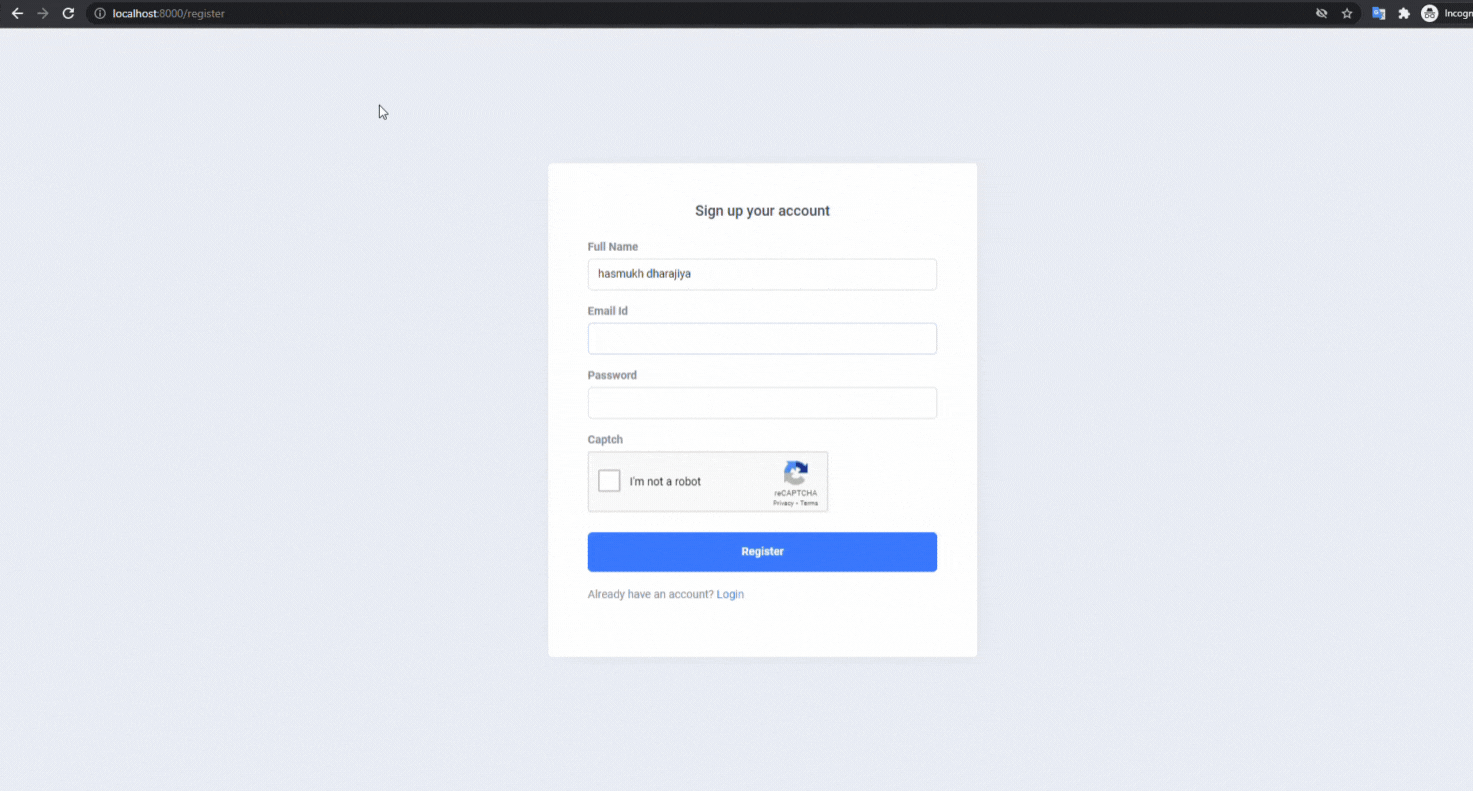 localhost:8000/register
Incogn
Sign up your account
Full Name
hasmukh dharajiya
Email Id
Password
Captch
I'm not a robot
reCAPTCHA
Privacy - Terms
Register
Already have an account? Login